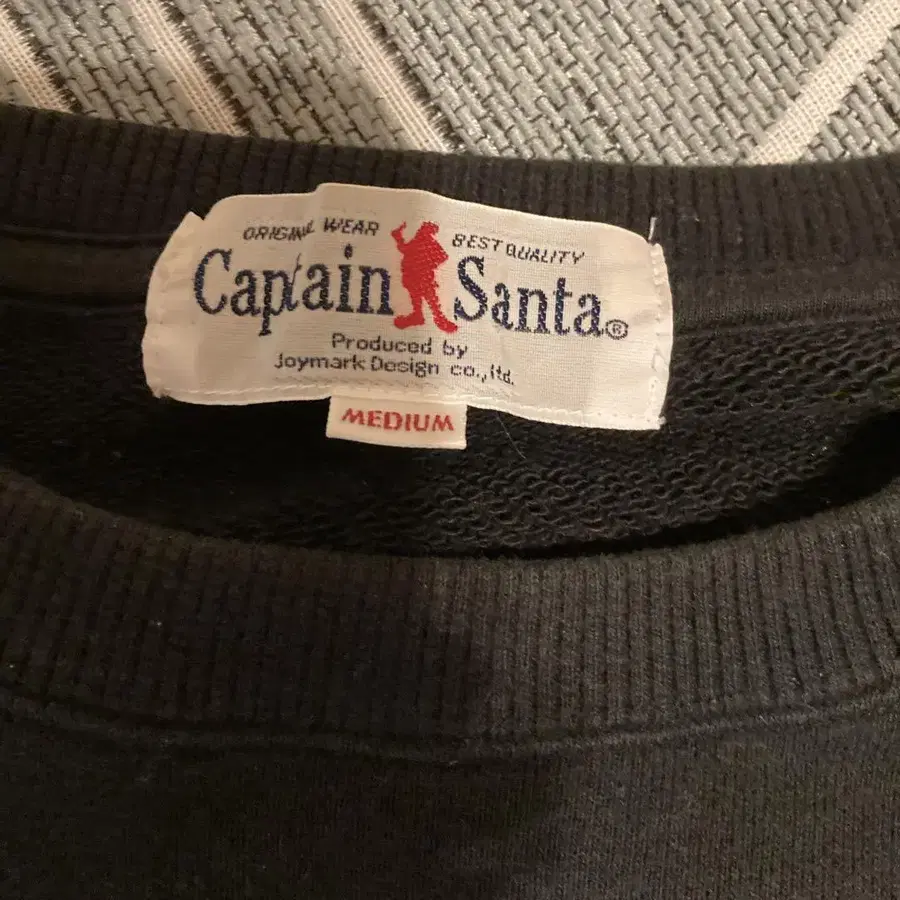 ORIGINAL WEAR BEST QUALITY
Captain Santa®
Produced by
Joymark Design co.,ltd.
MEDIUM